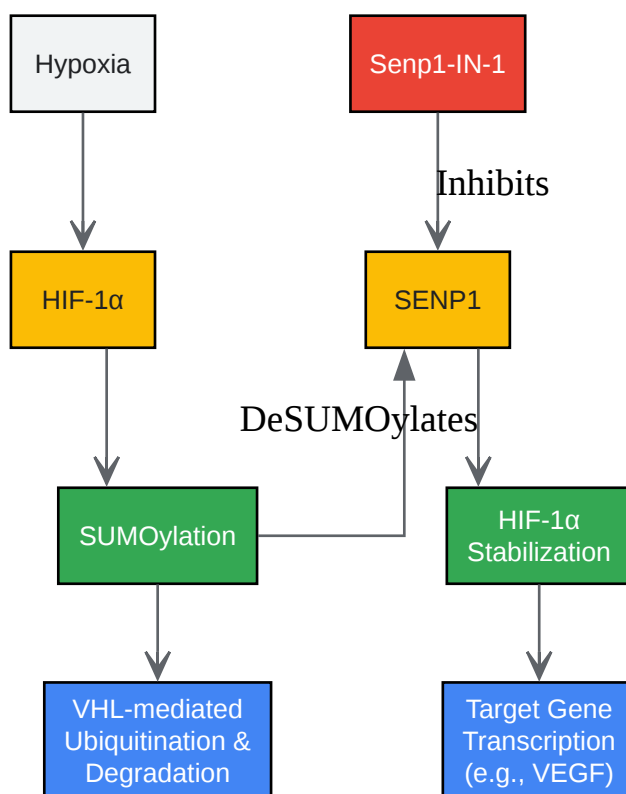 Hypoxia
Senp1-IN-1
Inhibits
HIF-1α
SENP1
DeSUMOylates
SUMOylation
HIF-1α
Stabilization
VHL-mediated
Ubiquitination &
Degradation
Target Gene
Transcription
(e.g., VEGF)